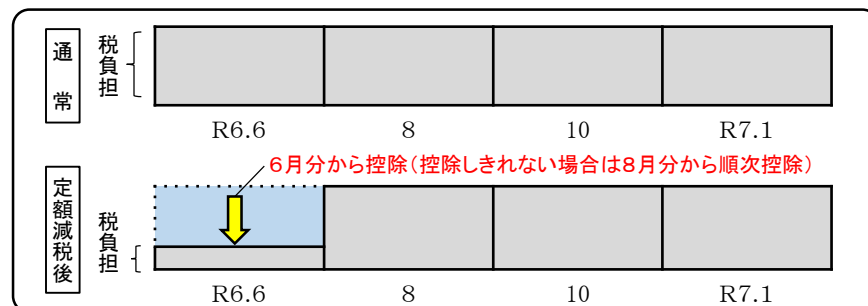 通常
税負担
R6.6 8 10 R7.1
6月分から控除(控除しきれない場合は8月分から順次控除)
定額減税後
税負担
R6.6 8 10 R7.1